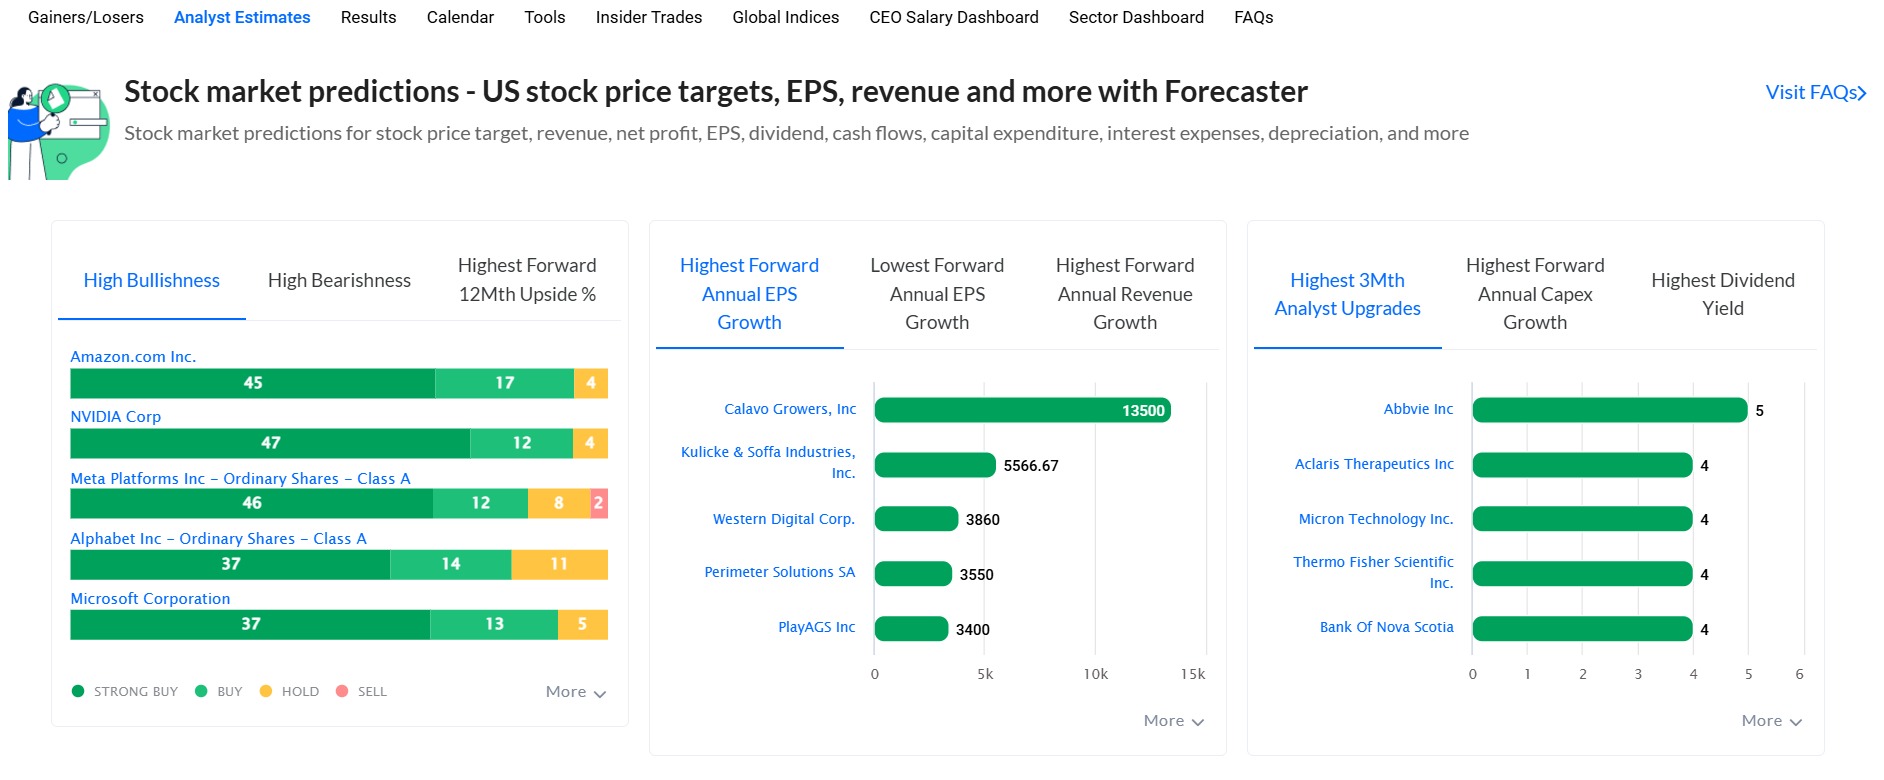 Gainers/Losers Analyst Estimates Results Calendar Tools Insider Trades Global Indices CEO Salary Dashboard Sector Dashboard FAQs
Stock market predictions - US stock price targets, EPS, revenue and more with Forecaster
Visit FAQs
Stock market predictions for stock price target, revenue, net profit, EPS, dividend, cash flows, capital expenditure, interest expenses, depreciation, and more
High Bullishness
High Bearishness
Highest Forward
12Mth Upside %
Amazon.com Inc.
45 17 4
NVIDIA Corp
47 12 4
Meta Platforms Inc - Ordinary Shares - Class A
46 12 8 2
Alphabet Inc - Ordinary Shares - Class A
37 14 11
Microsoft Corporation
37 13 5
STRONG BUY BUY HOLD SELL
More
Highest Forward
Annual EPS
Growth
Lowest Forward
Annual EPS
Growth
Highest Forward
Annual Revenue
Growth
Calavo Growers, Inc 13500
Kulicke & Soffa Industries,
Inc.
5566.67
Western Digital Corp. 3860
Perimeter Solutions SA 3550
PlayAGS Inc 3400
0 5k 10k 15k
More
Highest 3Mth
Analyst Upgrades
Highest Forward
Annual Capex
Growth
Highest Dividend
Yield
Abbvie Inc 5
Aclaris Therapeutics Inc 4
Micron Technology Inc. 4
Thermo Fisher Scientific
Inc.
4
Bank Of Nova Scotia 4
0 1 2 3 4 5 6
More